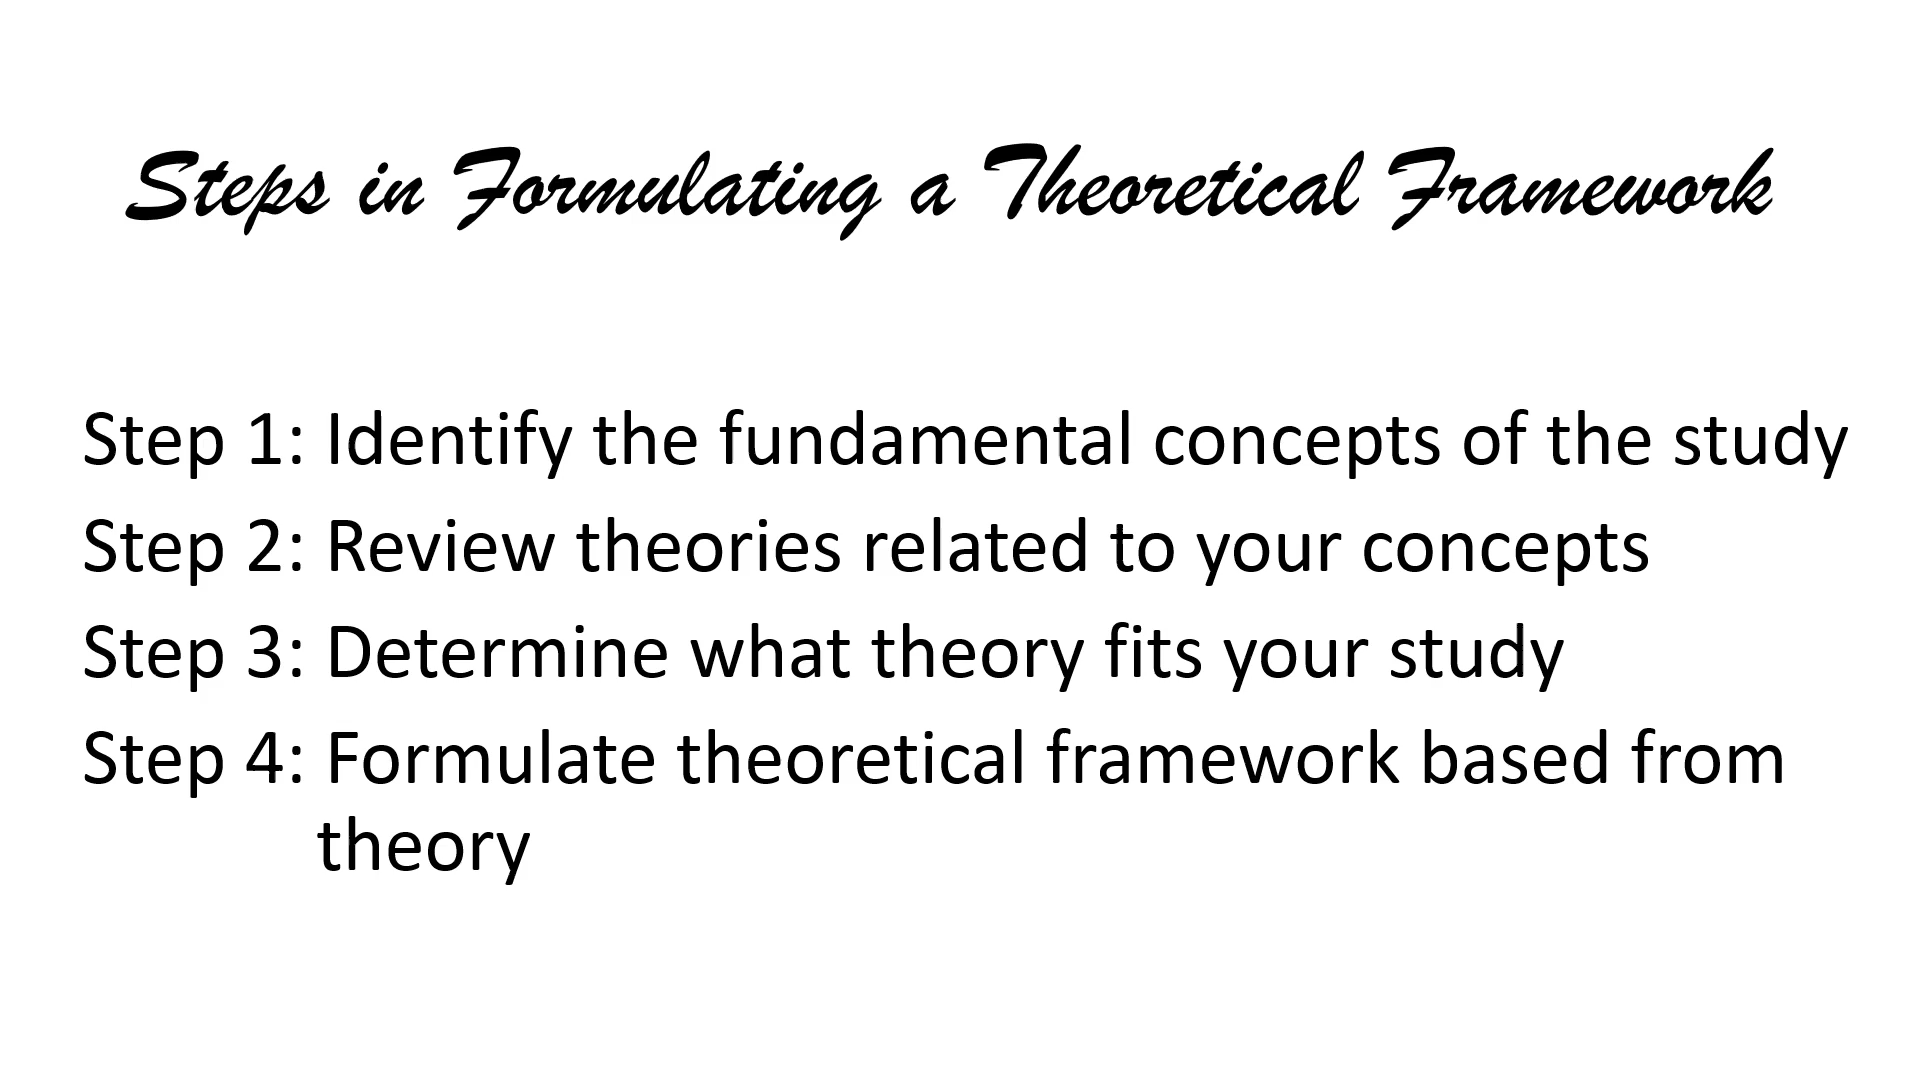 Steps in Formulating a Theoretical Framework
Step 1: Identify the fundamental concepts of the study
Step 2: Review theories related to your concepts
Step 3: Determine what theory fits your study
Step 4: Formulate theoretical framework based from
theory